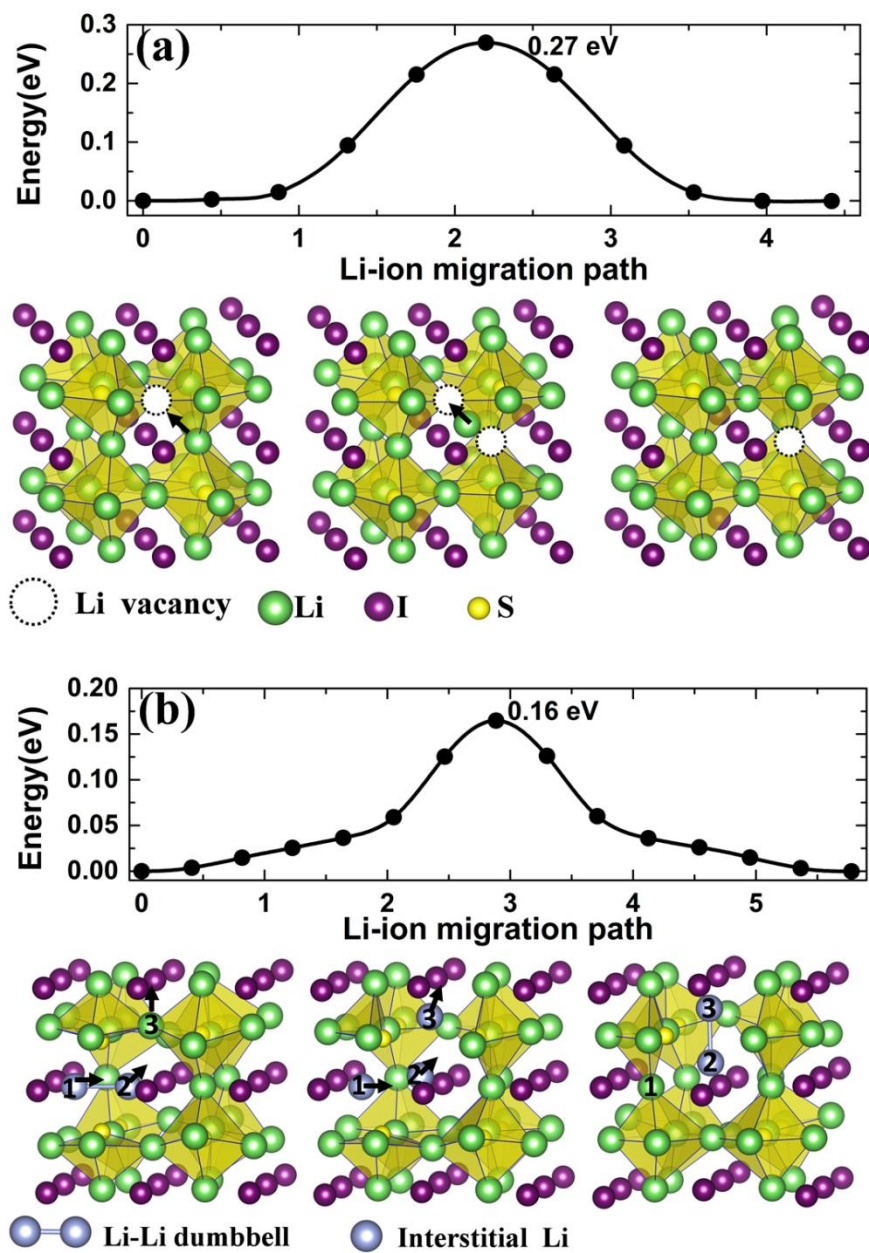 (a)
0.27 eV
Energy(eV)
0.3
0.2
0.1
0.0
0 1 2 3 4
Li-ion migration path
Li vacancy Li I S
(b)
0.16 eV
Energy(eV)
0.20
0.15
0.10
0.05
0.00
0 1 2 3 4 5
Li-ion migration path
3 3 3
1 2 1 2 2
1
Li-Li dumbbell Interstitial Li